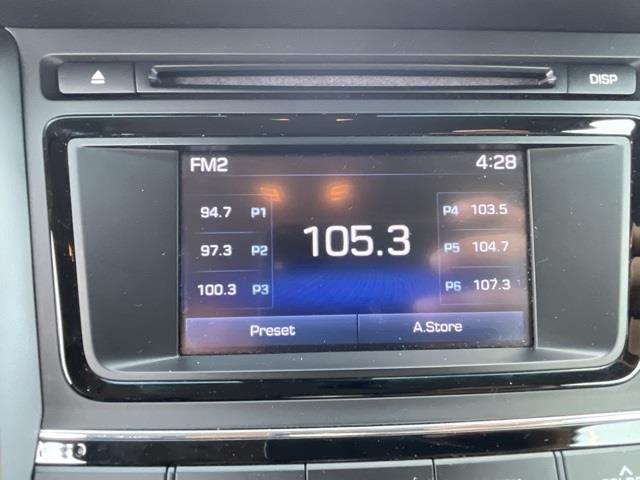 DISP
FM2 4:28
94.7 P1
97.3 P2
100.3 P3
105.3
P4 103.5
P5 104.7
P6 107.3
Preset A.Store